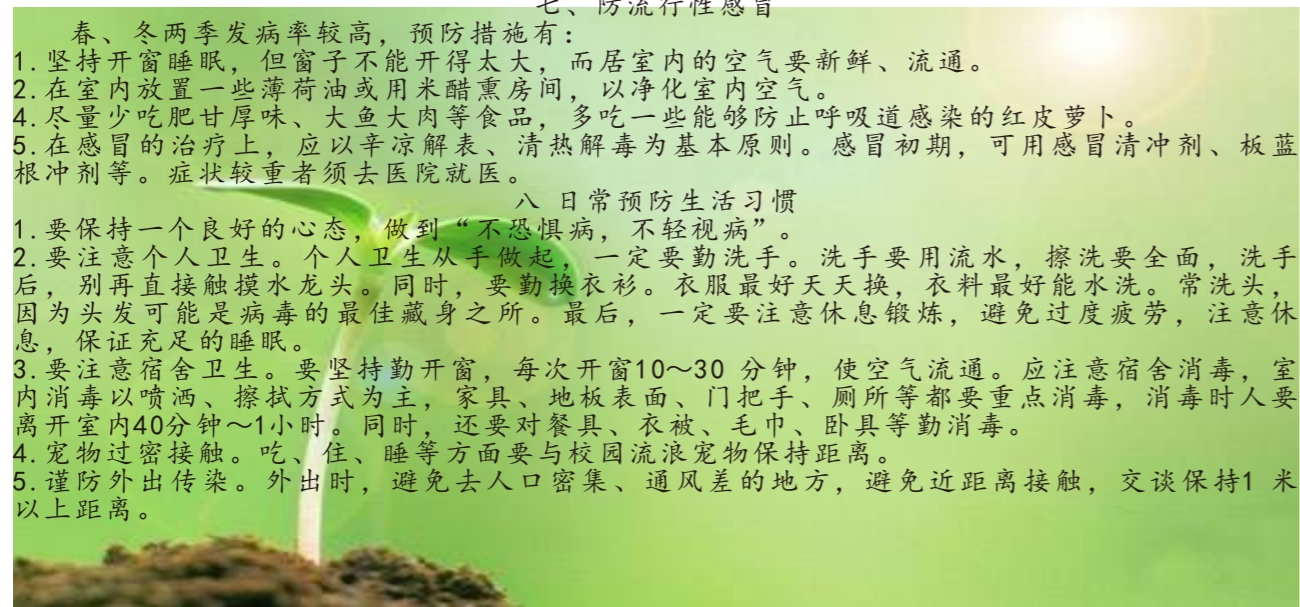 七、防流行性感冒
春、冬两季发病率较高，预防措施有：
1.坚持开窗睡眠，但窗子不能开得太大，而居室内的空气要新鲜、流通。
2.在室内放置一些薄荷油或用米醋熏房间，以净化室内空气。
4.尽量少吃肥甘厚味、大鱼大肉等食品，多吃一些能够防止呼吸道感染的红皮萝卜。
5.在感冒的治疗上，应以辛凉解表、清热解毒为基本原则。感冒初期，可用感冒清冲剂、板蓝
根冲剂等。症状较重者须去医院就医。
八 日常预防生活习惯
1.要保持一个良好的心态，做到“不恐惧病，不轻视病”。
2.要注意个人卫生。个人卫生从手做起，一定要勤洗手。洗手要用流水，擦洗要全面，洗手
后，别再直接触摸水龙头。同时，要勤换衣衫。衣服最好天天换，衣料最好能水洗。常洗头，
因为头发可能是病毒的最佳藏身之所。最后，一定要注意休息锻炼，避免过度疲劳，注意休
息，保证充足的睡眠。
3.要注意宿舍卫生。要坚持勤开窗，每次开窗10～30 分钟，使空气流通。应注意宿舍消毒，室
内消毒以喷洒、擦拭方式为主，家具、地板表面、门把手、厕所等都要重点消毒，消毒时人要
离开室内40分钟～1小时。同时，还要对餐具、衣被、毛巾、卧具等勤消毒。
4.宠物过密接触。吃、住、睡等方面要与校园流浪宠物保持距离。
5.谨防外出传染。外出时，避免去人口密集、通风差的地方，避免近距离接触，交谈保持1 米
以上距离。